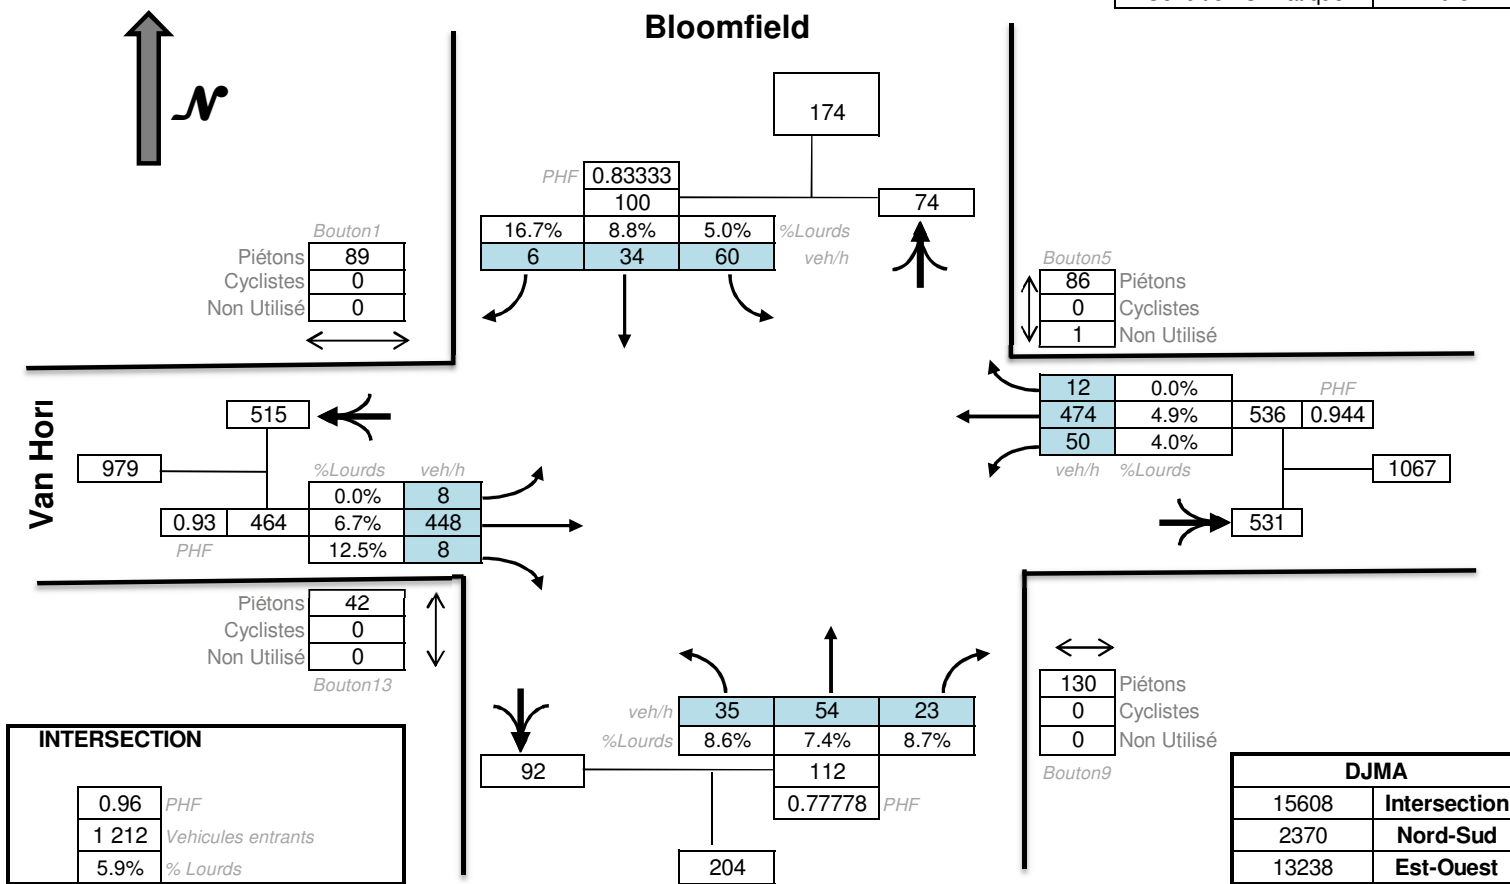 Bloomfield
N
174
PHF 0.83333
100
74
16.7% 8.8% 5.0% %Lourds
6 34 60 veh/h
Bouton1
Piétons 89
Cyclistes 0
Non Utilisé 0
Bouton5
86 Piétons
0 Cyclistes
1 Non Utilisé
Van Hor
515
979
%Lourds veh/h
0.0% 8
0.93 464 6.7% 448
PHF 12.5% 8
12 0.0% PHF
474 4.9% 536 0.944
50 4.0%
veh/h %Lourds
1067
531
Piétons 42
Cyclistes 0
Non Utilisé 0
Bouton13
veh/h 35 54 23
%Lourds 8.6% 7.4% 8.7%
92 112
0.77778 PHF
204
130 Piétons
0 Cyclistes
0 Non Utilisé
Bouton9
INTERSECTION
0.96 PHF
1 212 Vehicules entrants
5.9% % Lourds
DJMA
15608 Intersection
2370 Nord-Sud
13238 Est-Ouest